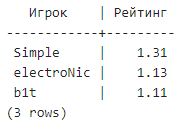 Игрок | Рейтинг
------------+---------
Simple | 1.31
electroNic | 1.13
b1t | 1.11
(3 rows)